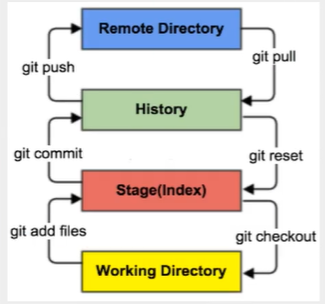 Remote Directory
git push
git pull
History
git commit
git reset
Stage(Index)
git add files
git checkout
Working Directory